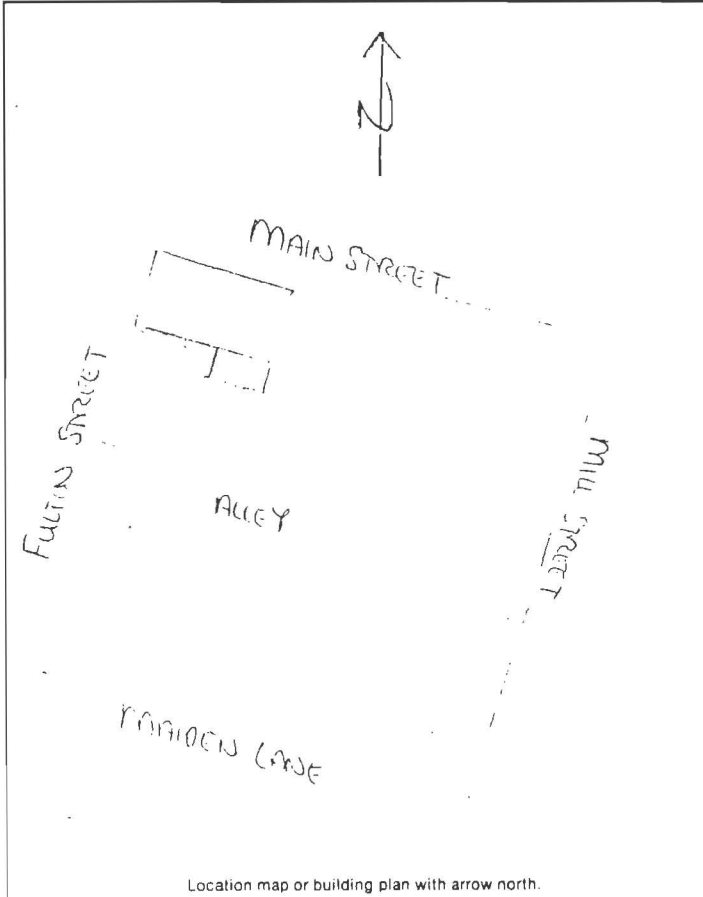 N
MAIN STREET
FULTON STREET
MILL STREET
ALLEY
MAIDEN LANE
Location map or building plan with arrow north.